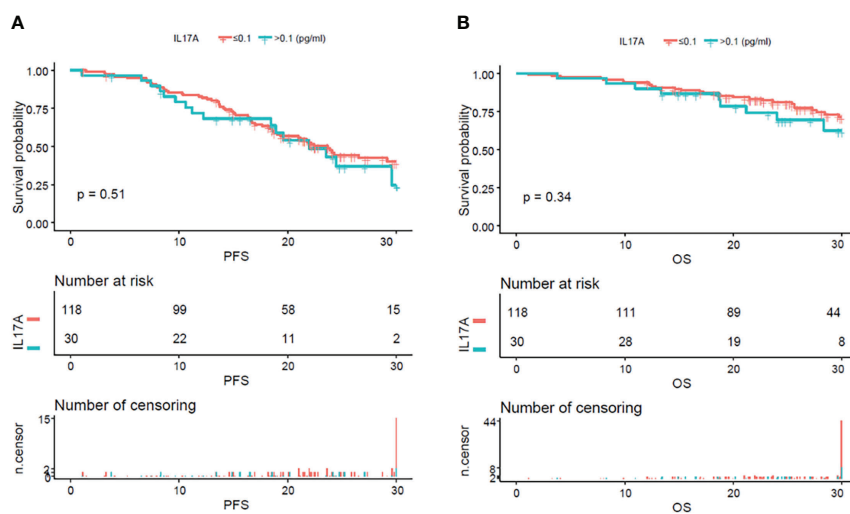 A
IL17A ≤0.1 >0.1 (pg/ml)
1.00
0.75
0.50
0.25
0.00
Survival probability
p = 0.51
0 10 20 30
PFS
Number at risk
IL17A
118 99 58 15
30 22 11 2
0 10 20 30
PFS
Number of censoring
n.censor
15
0
0 10 20 30
PFS
B
IL17A ≤0.1 >0.1 (pg/ml)
1.00
0.75
0.50
0.25
0.00
Survival probability
p = 0.34
0 10 20 30
OS
Number at risk
IL17A
118 111 89 44
30 28 19 8
0 10 20 30
OS
Number of censoring
n.censor
44
8
2
0 10 20 30
OS